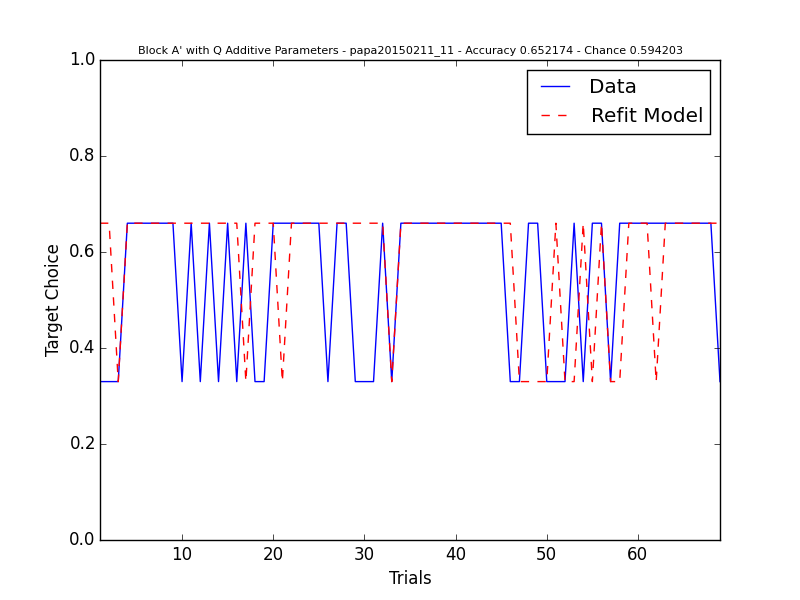 Block A' with Q Additive Parameters - papa20150211_11 - Accuracy 0.652174 - Chance 0.594203
1.0
Data
Refit Model
0.8
0.6
Target Choice
0.4
0.2
0.0
10 20 30 40 50 60
Trials